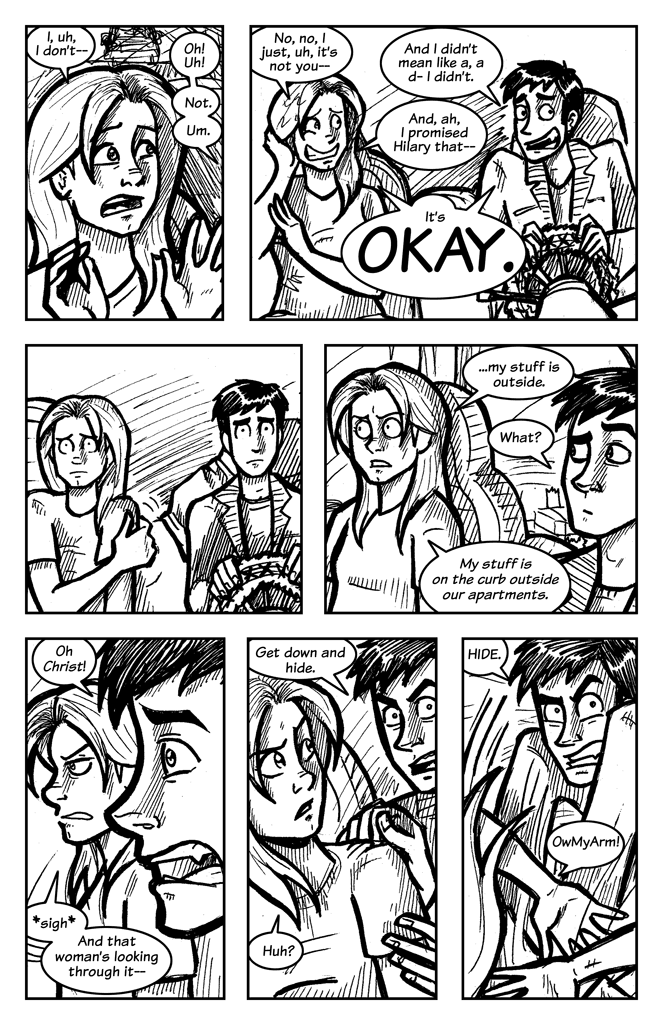 I, uh,
I don't--
Oh!
Uh!
Not.
Um.
No, no, I
just, uh, it's
not you--
And I didn't
mean like a, a
d- I didn't.
And, ah,
I promised
Hilary that--
It's
OKAY.
...my stuff is
outside.
What?
My stuff is
on the curb outside
our apartments.
Oh
Christ!
*sigh*
And that
woman's looking
through it--
Get down and
hide.
Huh?
HIDE.
OwMyArm!